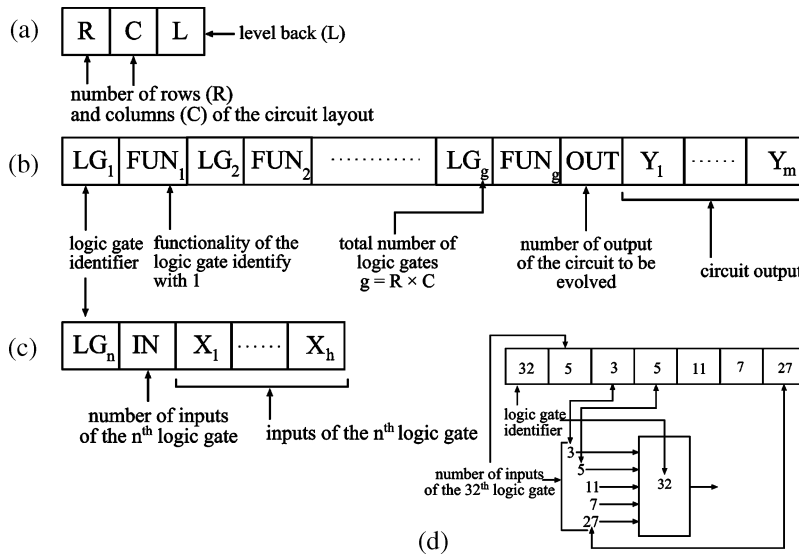 (a)
R C L
level back (L)
number of rows (R)
and columns (C) of the circuit layout
(b)
LG1 FUN1 LG2 FUN2 ................ LGg FUNg OUT Y1 ...... Ym
logic gate
identifier
functionality of the
logic gate identify
with 1
total number of
logic gates
g = R × C
number of output
of the circuit to be
evolved
circuit output
(c)
LGn IN X1 ...... Xh
number of inputs
of the nth logic gate
inputs of the nth logic gate
32 5 3 5 11 7 27
logic gate
identifier
number of inputs
of the 32th logic gate
3
5
11
7
27
32
(d)